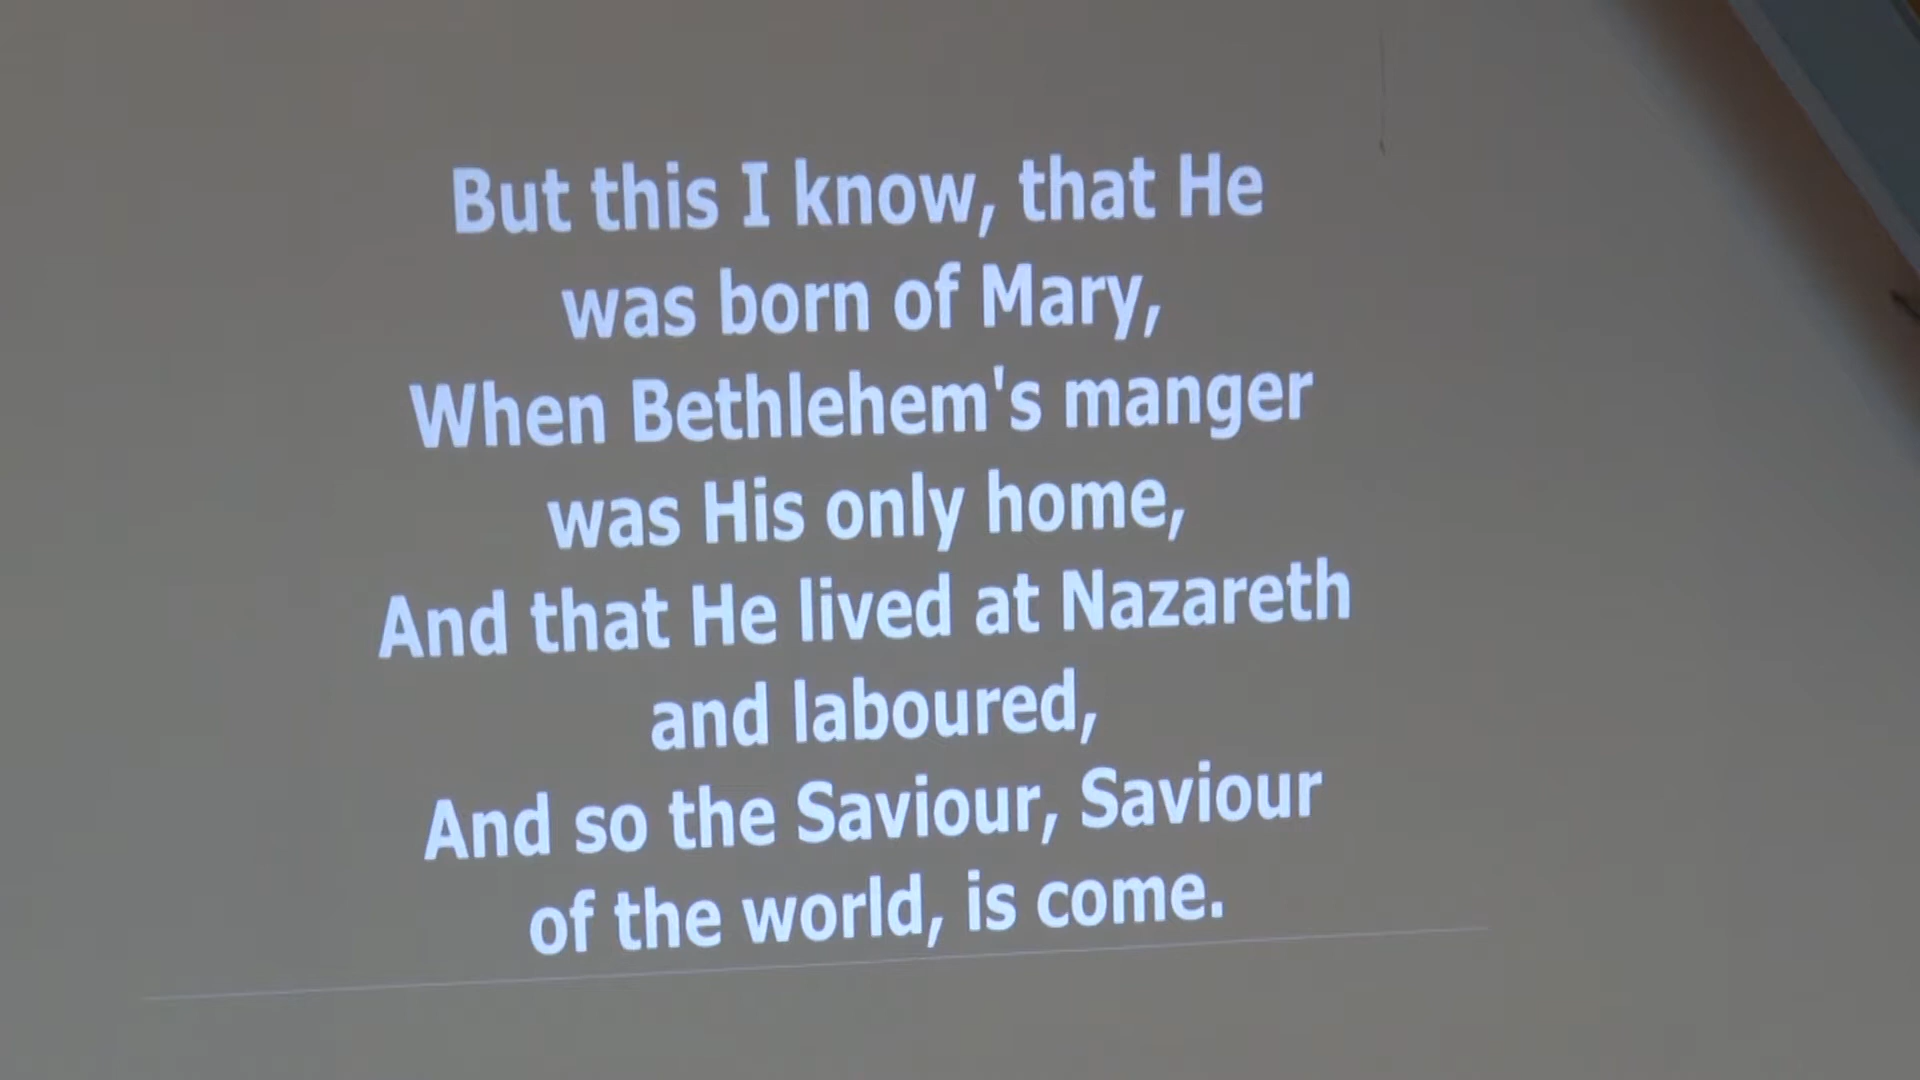 But this I know, that He
was born of Mary,
When Bethlehem's manger
was His only home,
And that He lived at Nazareth
and laboured,
And so the Saviour, Saviour
of the world, is come.